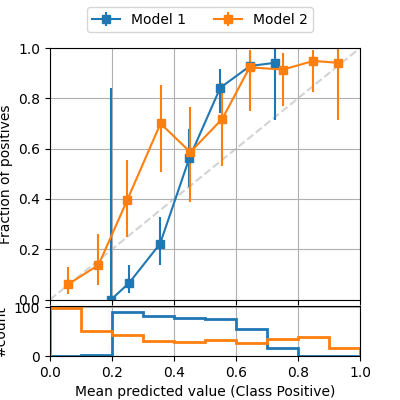 Model 1 Model 2
1.0
0.8
0.6
0.4
0.2
0.0
Fraction of positives
100
0
#count
0.0 0.2 0.4 0.6 0.8 1.0
Mean predicted value (Class Positive)